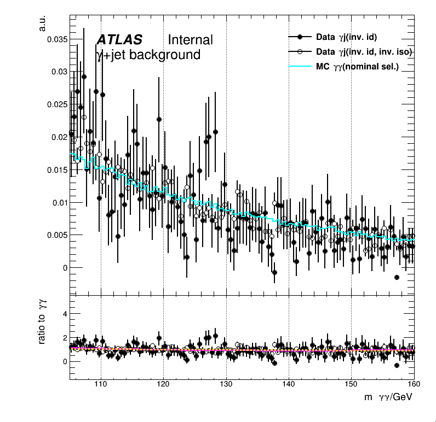 a.u.
0.035
0.03
0.025
0.02
0.015
0.01
0.005
0
ATLAS Internal
γ+jet background
Data γj(inv. id)
Data γj(inv. id, inv. iso)
MC γγ(nominal sel.)
ratio to γγ
4
2
0
110 120 130 140 150 160
m γγ/GeV